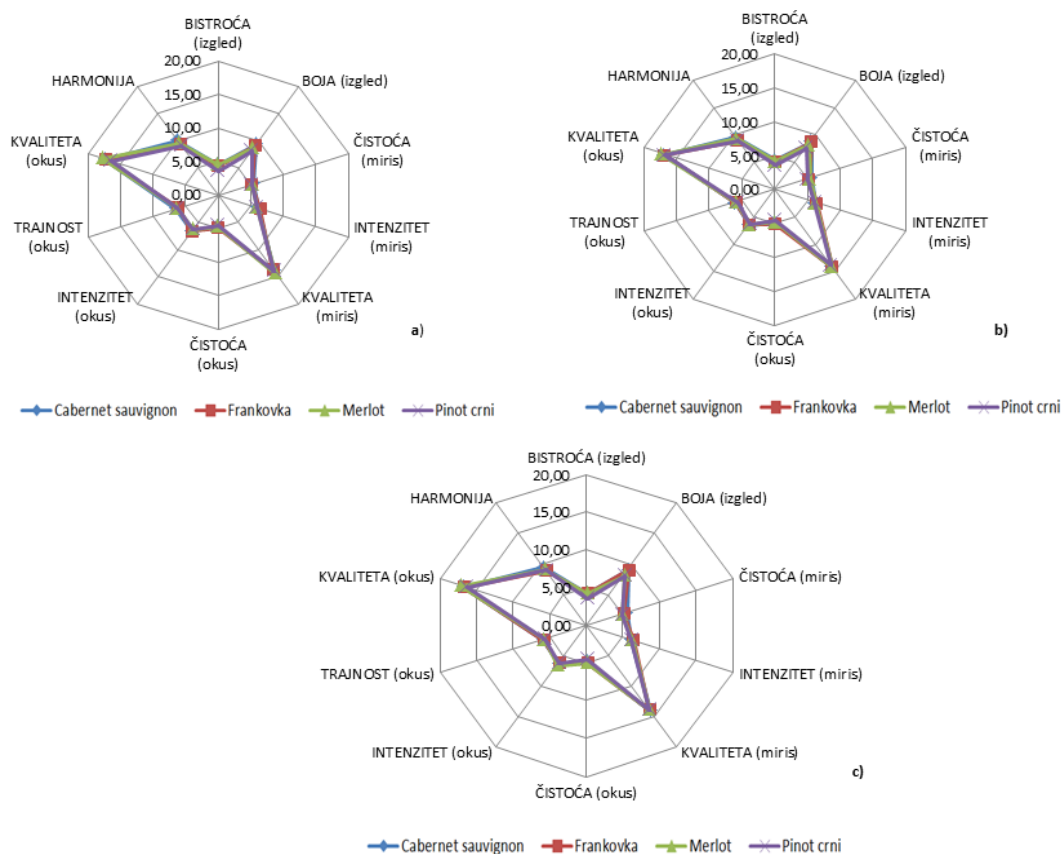 BISTROĆA
(izgled)
20,00
15,00
10,00
5,00
0,00
BOJA (izgled)
ČISTOĆA
(miris)
INTENZITET
(miris)
KVALITETA
(miris)
ČISTOĆA
(okus)
INTENZITET
(okus)
TRAJNOST
(okus)
KVALITETA
(okus)
HARMONIJA
a)
Cabernet sauvignon Frankovka Merlot Pinot crni
BISTROĆA
(izgled)
20,00
15,00
10,00
5,00
0,00
BOJA (izgled)
ČISTOĆA
(miris)
INTENZITET
(miris)
KVALITETA
(miris)
ČISTOĆA
(okus)
INTENZITET
(okus)
TRAJNOST
(okus)
KVALITETA
(okus)
HARMONIJA
b)
Cabernet sauvignon Frankovka Merlot Pinot crni
BISTROĆA (izgled)
20,00
15,00
10,00
5,00
0,00
BOJA (izgled)
ČISTOĆA (miris)
INTENZITET (miris)
KVALITETA (miris)
ČISTOĆA (okus)
INTENZITET (okus)
TRAJNOST (okus)
KVALITETA (okus)
HARMONIJA
c)
Cabernet sauvignon Frankovka Merlot Pinot crni